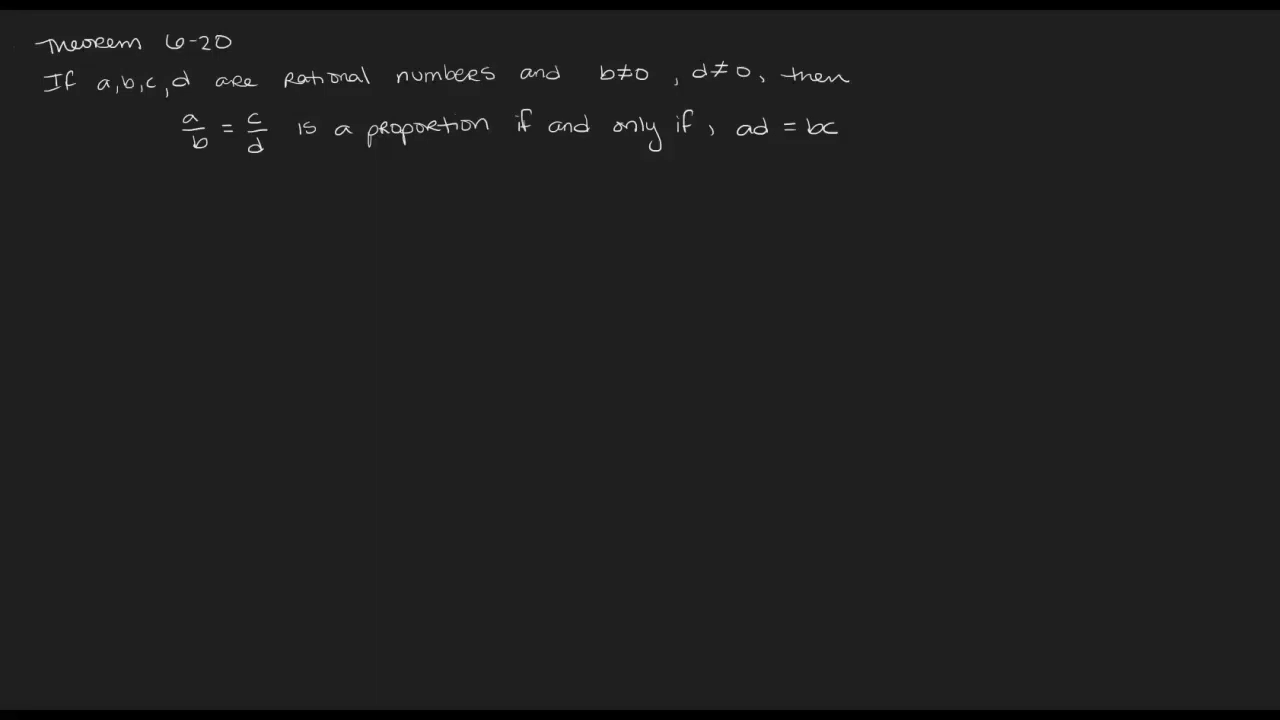 Theorem 6-20
If a,b,c,d are rational numbers and b≠0, d≠0, then
a/b = c/d is a proportion if and only if, ad = bc